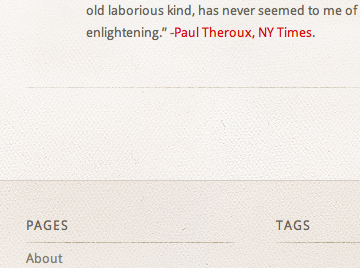 old laborious kind, has never seemed to me of
enlightening.” -Paul Theroux, NY Times.
PAGES
TAGS
About